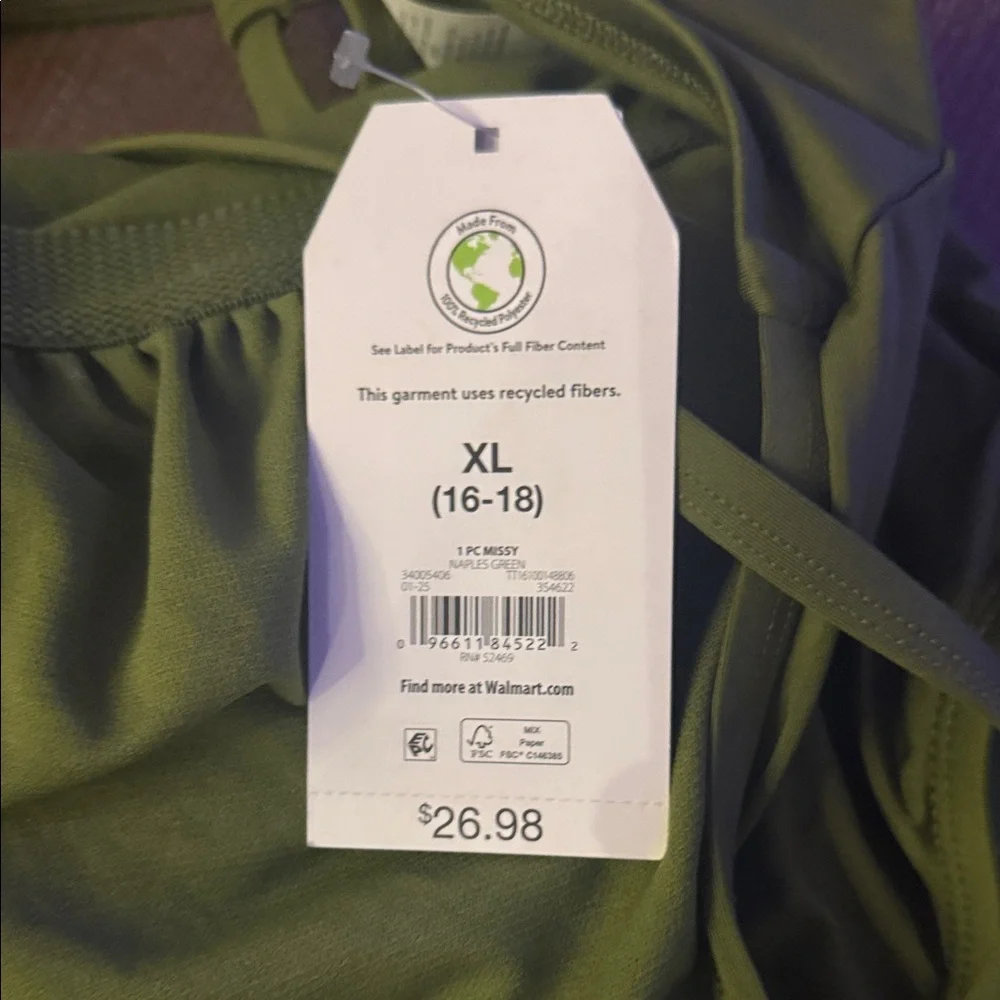 Made From
100% Recycled Polyester
See Label for Product's Full Fiber Content
This garment uses recycled fibers.
XL
(16-18)
1 PC MISSY
NAPLES GREEN
34005406 TT16100148806
01-25 354622
0 96611 84522 2
RN# 52469
Find more at Walmart.com
MIX
Paper
FSC FSC® C146385
$26.98